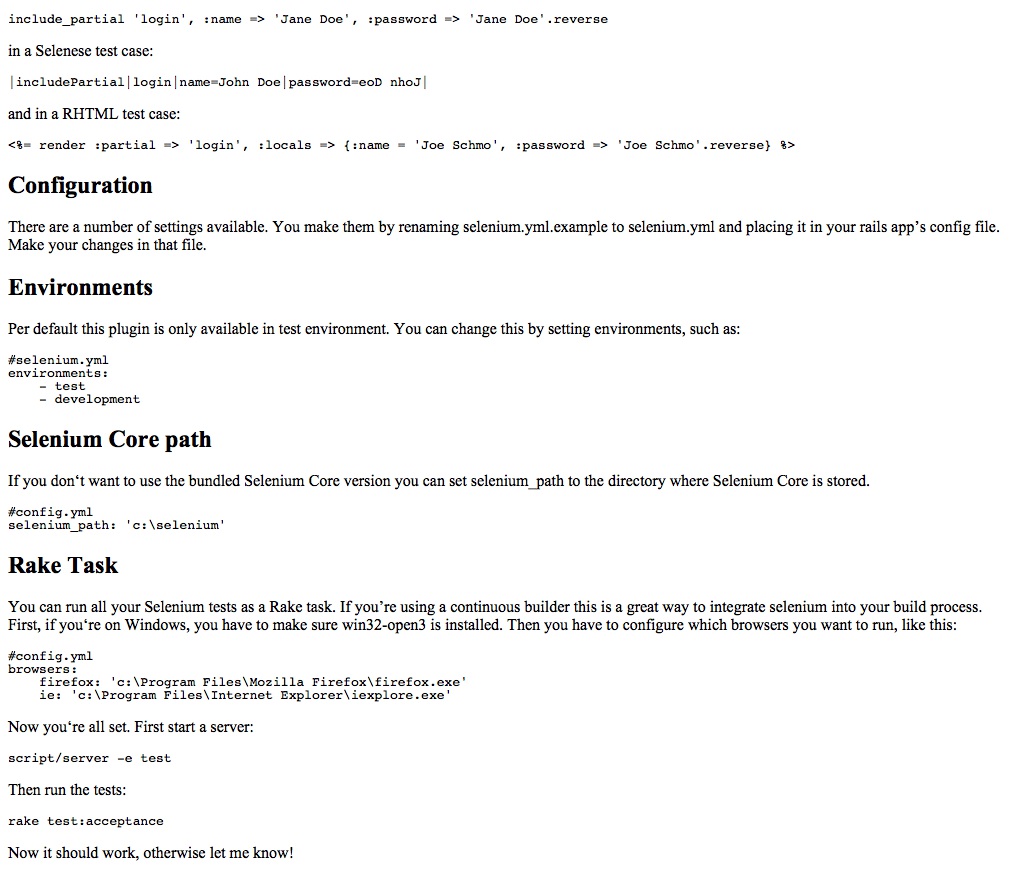 include_partial 'login', :name => 'Jane Doe', :password => 'Jane Doe'.reverse
in a Selenese test case:
|includePartial|login|name=John Doe|password=eoD nhoJ|
and in a RHTML test case:
<%= render :partial => 'login', :locals => {:name = 'Joe Schmo', :password => 'Joe Schmo'.reverse} %>
Configuration
There are a number of settings available. You make them by renaming selenium.yml.example to selenium.yml and placing it in your rails app’s config file.
Make your changes in that file.
Environments
Per default this plugin is only available in test environment. You can change this by setting environments, such as:
#selenium.yml
environments:
    - test
    - development
Selenium Core path
If you don‘t want to use the bundled Selenium Core version you can set selenium_path to the directory where Selenium Core is stored.
#config.yml
selenium_path: 'c:\selenium'
Rake Task
You can run all your Selenium tests as a Rake task. If you’re using a continuous builder this is a great way to integrate selenium into your build process.
First, if you‘re on Windows, you have to make sure win32-open3 is installed. Then you have to configure which browsers you want to run, like this:
#config.yml
browsers:
    firefox: 'c:\Program Files\Mozilla Firefox\firefox.exe'
    ie: 'c:\Program Files\Internet Explorer\iexplore.exe'
Now you‘re all set. First start a server:
script/server -e test
Then run the tests:
rake test:acceptance
Now it should work, otherwise let me know!